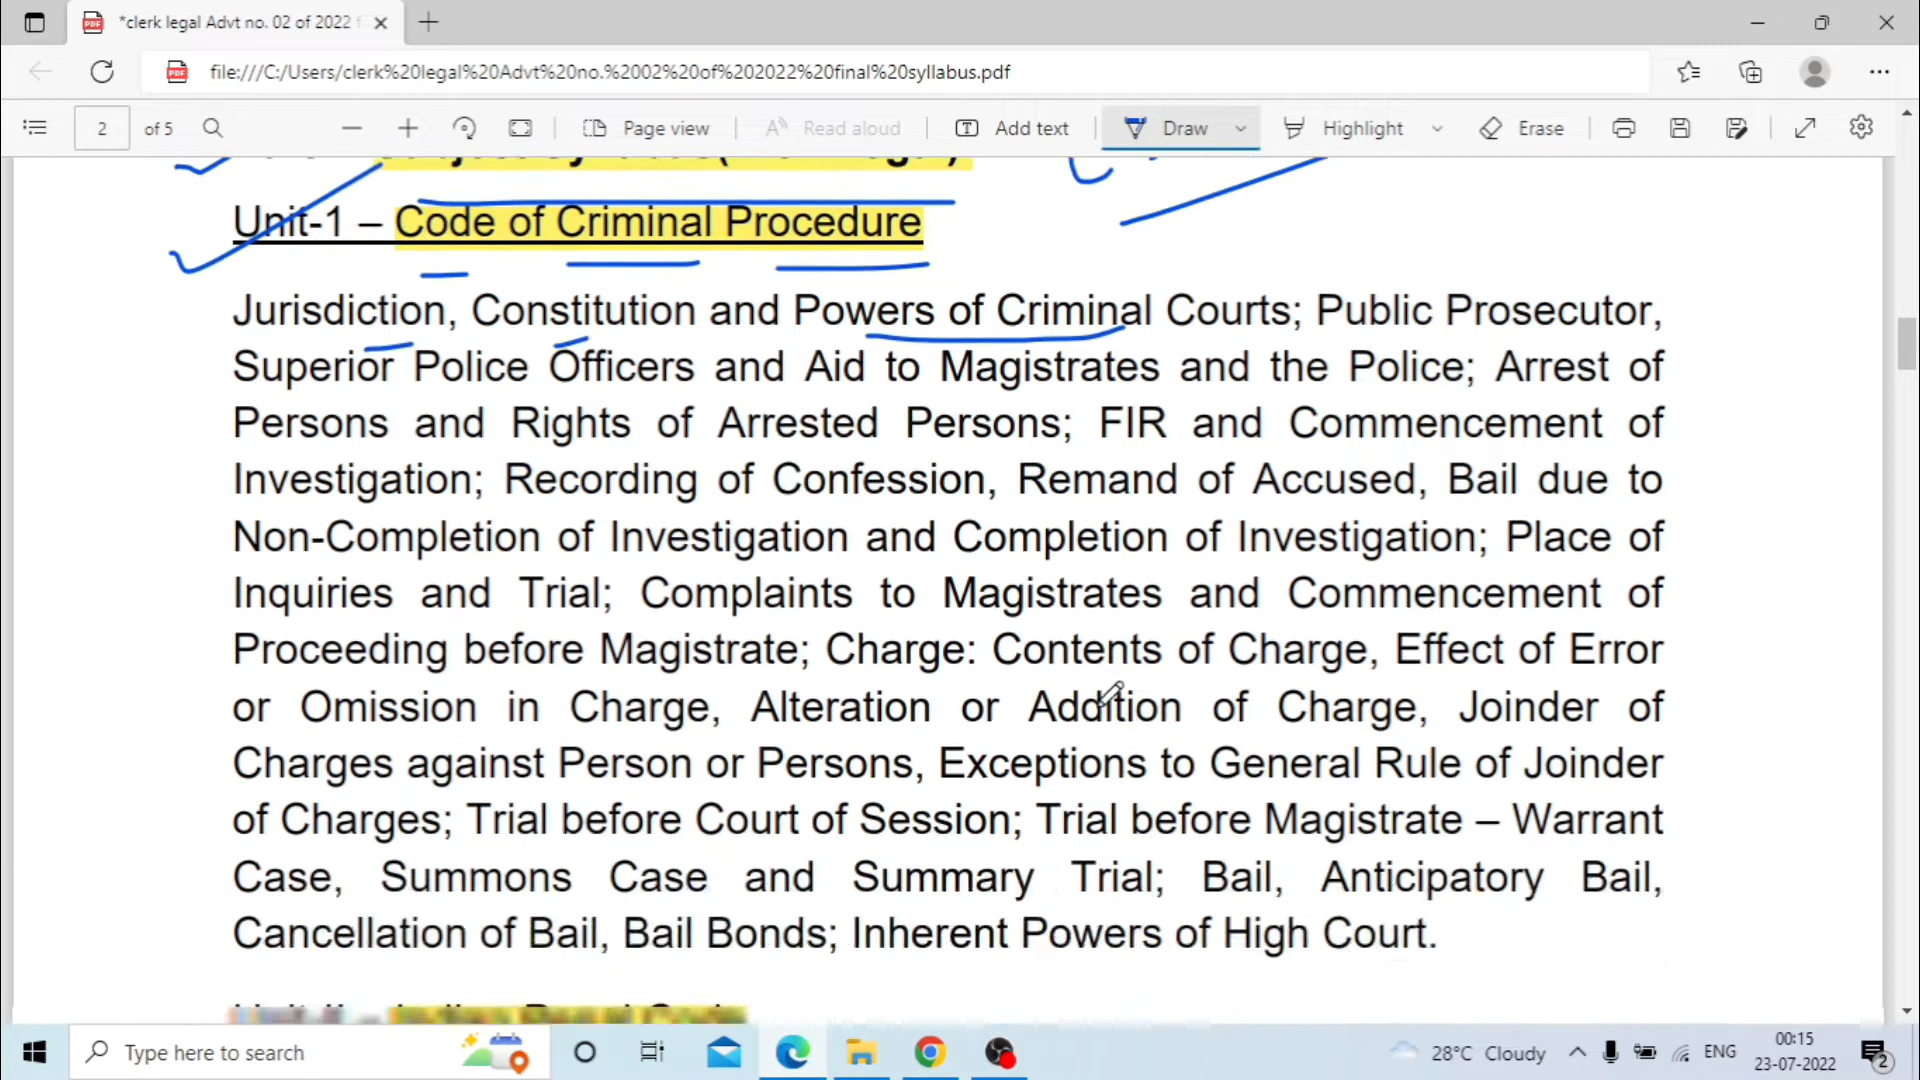 *clerk legal Advt no. 02 of 2022 f
file:///C:/Users/clerk%20legal%20Advt%20no.%2002%20of%202022%20final%20syllabus.pdf
2 of 5 Page view Read aloud Add text Draw Highlight Erase
Unit-1 – Code of Criminal Procedure
Jurisdiction, Constitution and Powers of Criminal Courts; Public Prosecutor,
Superior Police Officers and Aid to Magistrates and the Police; Arrest of
Persons and Rights of Arrested Persons; FIR and Commencement of
Investigation; Recording of Confession, Remand of Accused, Bail due to
Non-Completion of Investigation and Completion of Investigation; Place of
Inquiries and Trial; Complaints to Magistrates and Commencement of
Proceeding before Magistrate; Charge: Contents of Charge, Effect of Error
or Omission in Charge, Alteration or Addition of Charge, Joinder of
Charges against Person or Persons, Exceptions to General Rule of Joinder
of Charges; Trial before Court of Session; Trial before Magistrate – Warrant
Case, Summons Case and Summary Trial; Bail, Anticipatory Bail,
Cancellation of Bail, Bail Bonds; Inherent Powers of High Court.
Type here to search
28°C Cloudy
ENG
00:15
23-07-2022
2